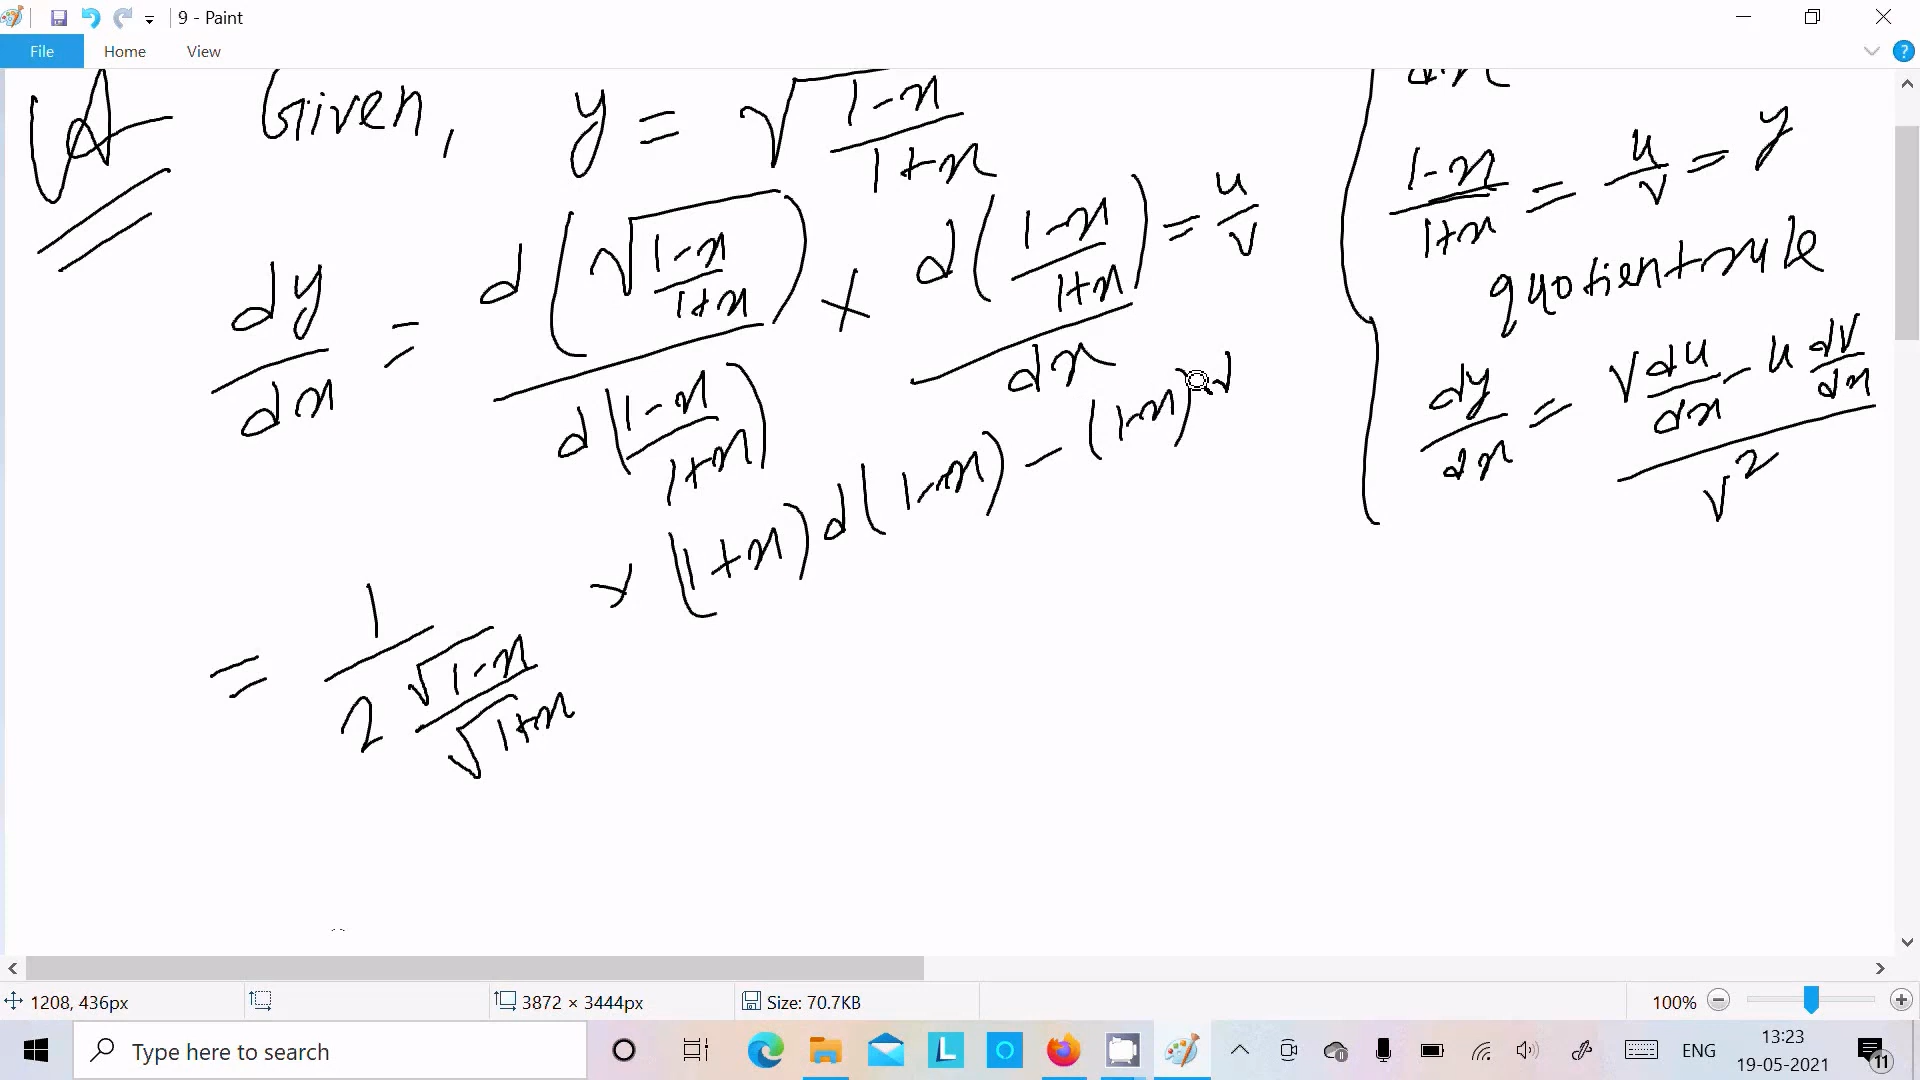 9 - Paint
File Home View
Given, y = √(1-x)/(1+x)
dy/dx = d(√(1-x)/(1+x))/d((1-x)/(1+x)) × d((1-x)/(1+x))/dx = u/v
= 1/(2 √1-x/√1+x) × (1+x)d(1-x) - (1-x)
(1-x)/(1+x) = u/v = y
quotient rule
dy/dx = (v du/dx - u dv/dx)/v²
1208, 436px
3872 × 3444px
Size: 70.7KB
100%
Type here to search
ENG
13:23
19-05-2021
11